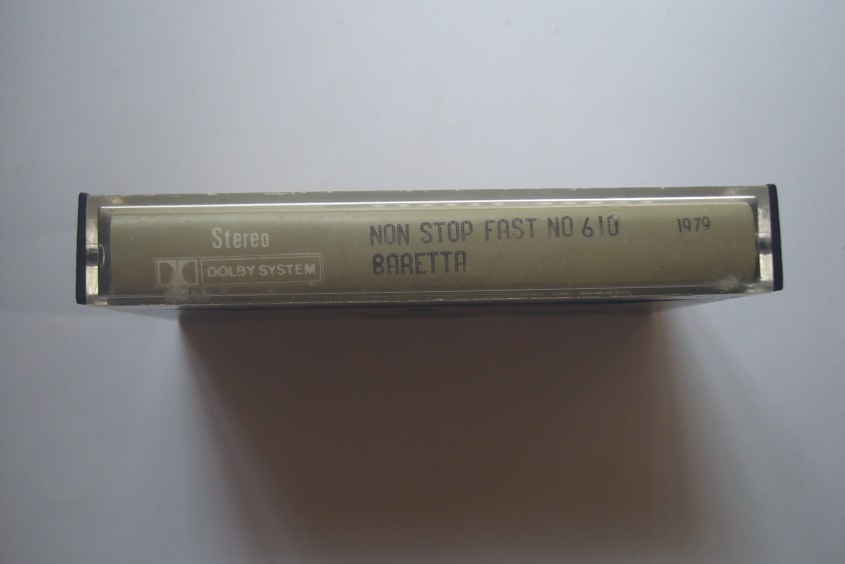 Stereo
DOLBY SYSTEM
NON STOP FAST NO 610
BARETTA
1979